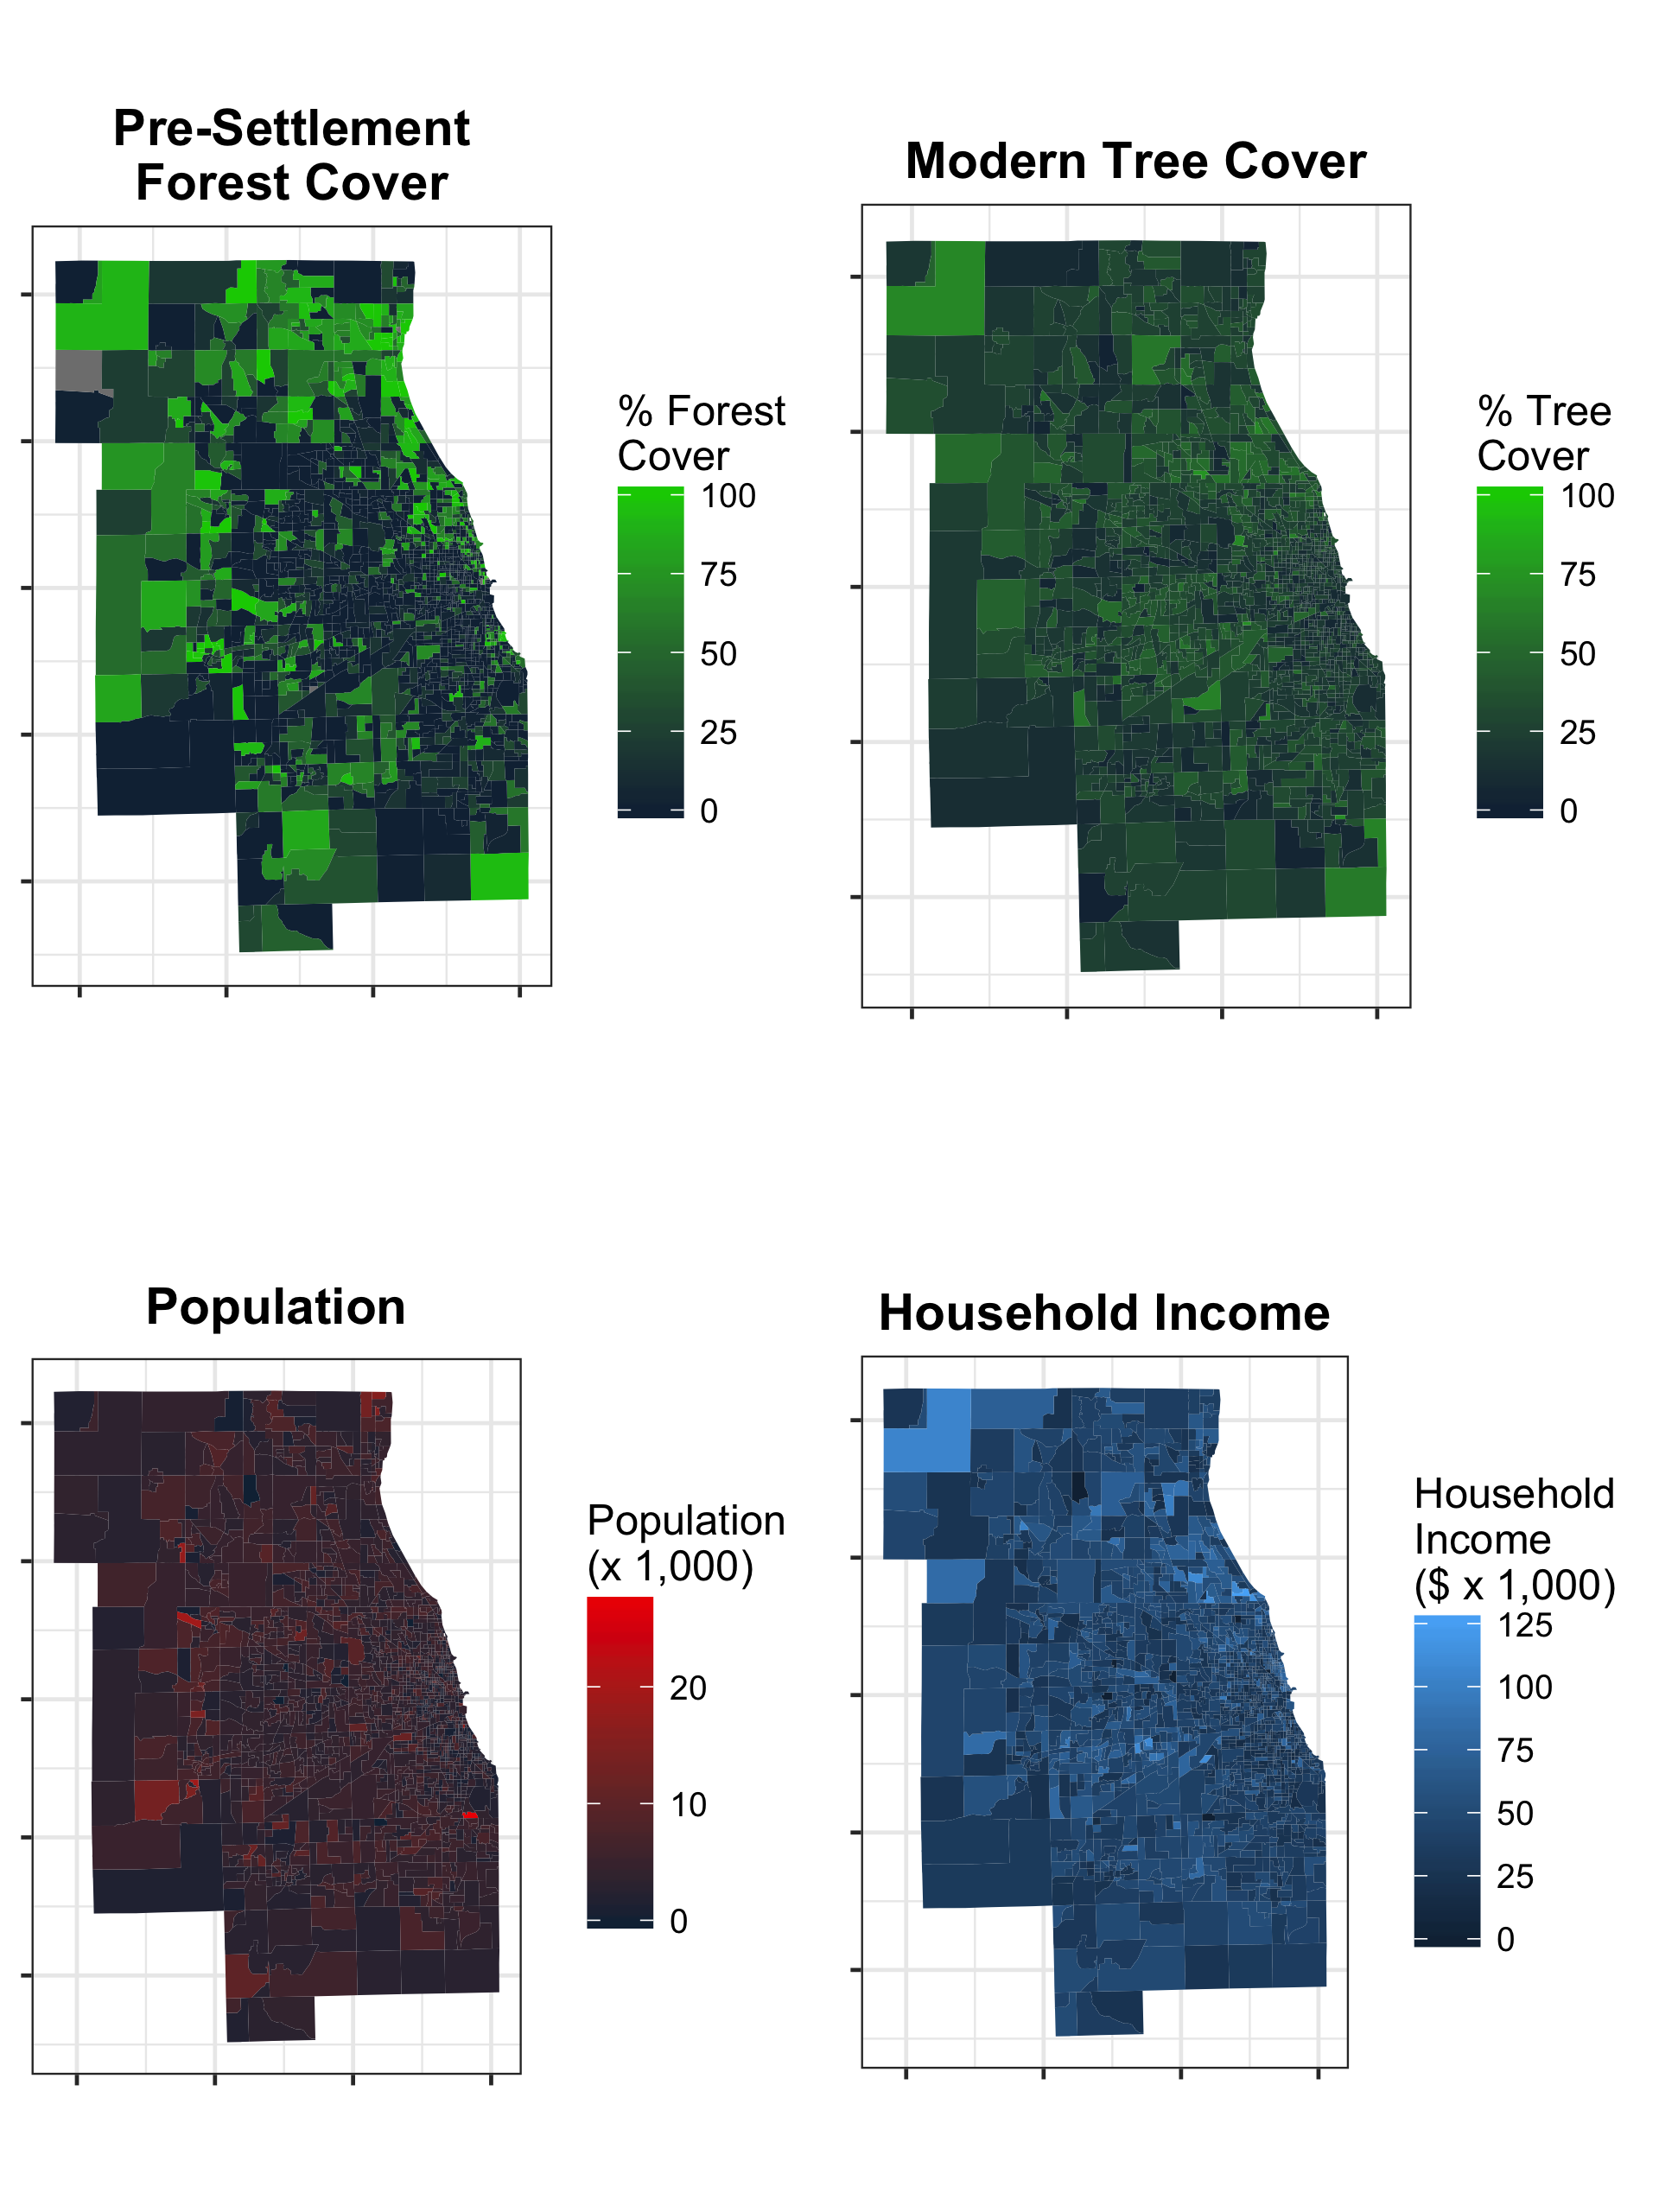 Pre-Settlement
Forest Cover
% Forest
Cover
100
75
50
25
0
Modern Tree Cover
% Tree
Cover
100
75
50
25
0
Population
Population
(x 1,000)
20
10
0
Household Income
Household
Income
($ x 1,000)
125
100
75
50
25
0